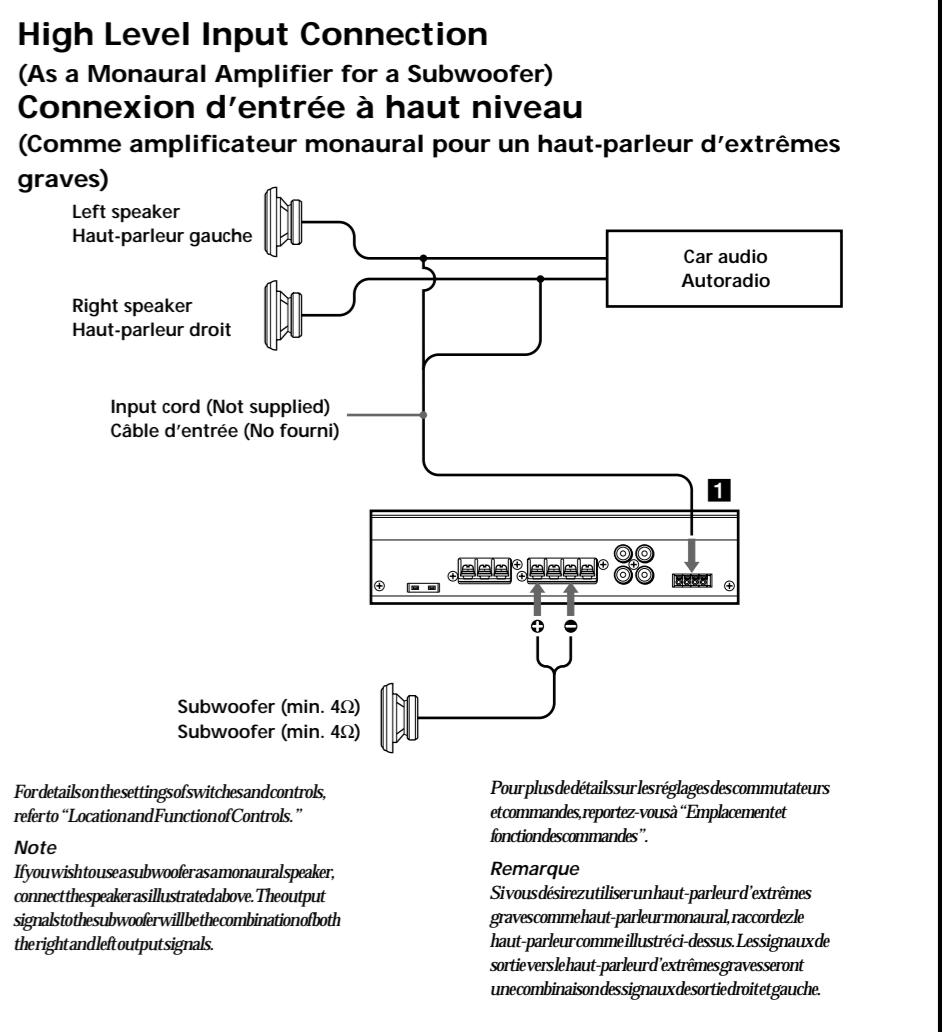 High Level Input Connection
(As a Monaural Amplifier for a Subwoofer)
Connexion d'entrée à haut niveau
(Comme amplificateur monaural pour un haut-parleur d'extrêmes
graves)
Left speaker
Haut-parleur gauche
Car audio
Autoradio
Right speaker
Haut-parleur droit
Input cord (Not supplied)
Câble d'entrée (No fourni)
1
+ −
Subwoofer (min. 4Ω)
Subwoofer (min. 4Ω)
For details on the settings of switches and controls,
refer to “Location and Function of Controls.”
Note
If you wish to use a subwoofer as a monaural speaker,
connect the speaker as illustrated above. The output
signals to the subwoofer will be the combination of both
the right and left output signals.
Pour plus de détails sur les réglages des commutateurs
et commandes, reportez-vous à “Emplacement et
fonction des commandes”.
Remarque
Si vous désirez utiliser un haut-parleur d'extrêmes
graves comme haut-parleur monaural, raccordez le
haut-parleur comme illustré ci-dessus. Les signaux de
sortie vers le haut-parleur d'extrêmes graves seront
une combinaison des signaux de sortie droit et gauche.